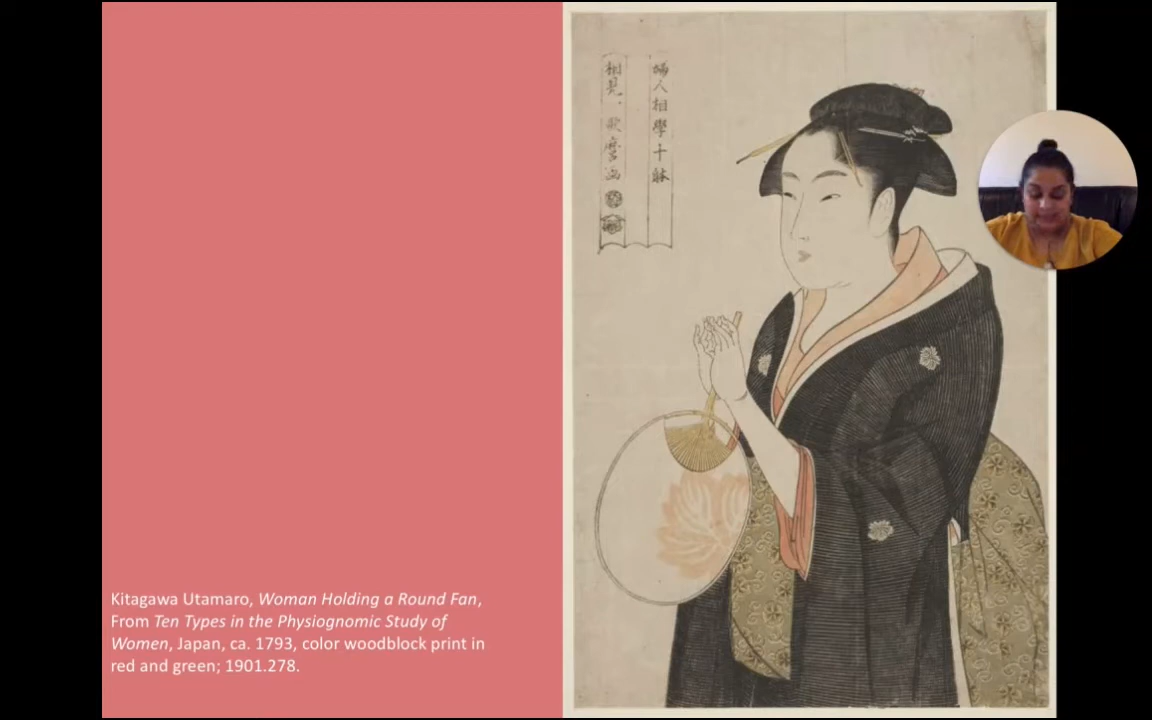 婦人相學十躰
相見 歌麿画
Kitagawa Utamaro, Woman Holding a Round Fan,
From Ten Types in the Physiognomic Study of
Women, Japan, ca. 1793, color woodblock print in
red and green; 1901.278.